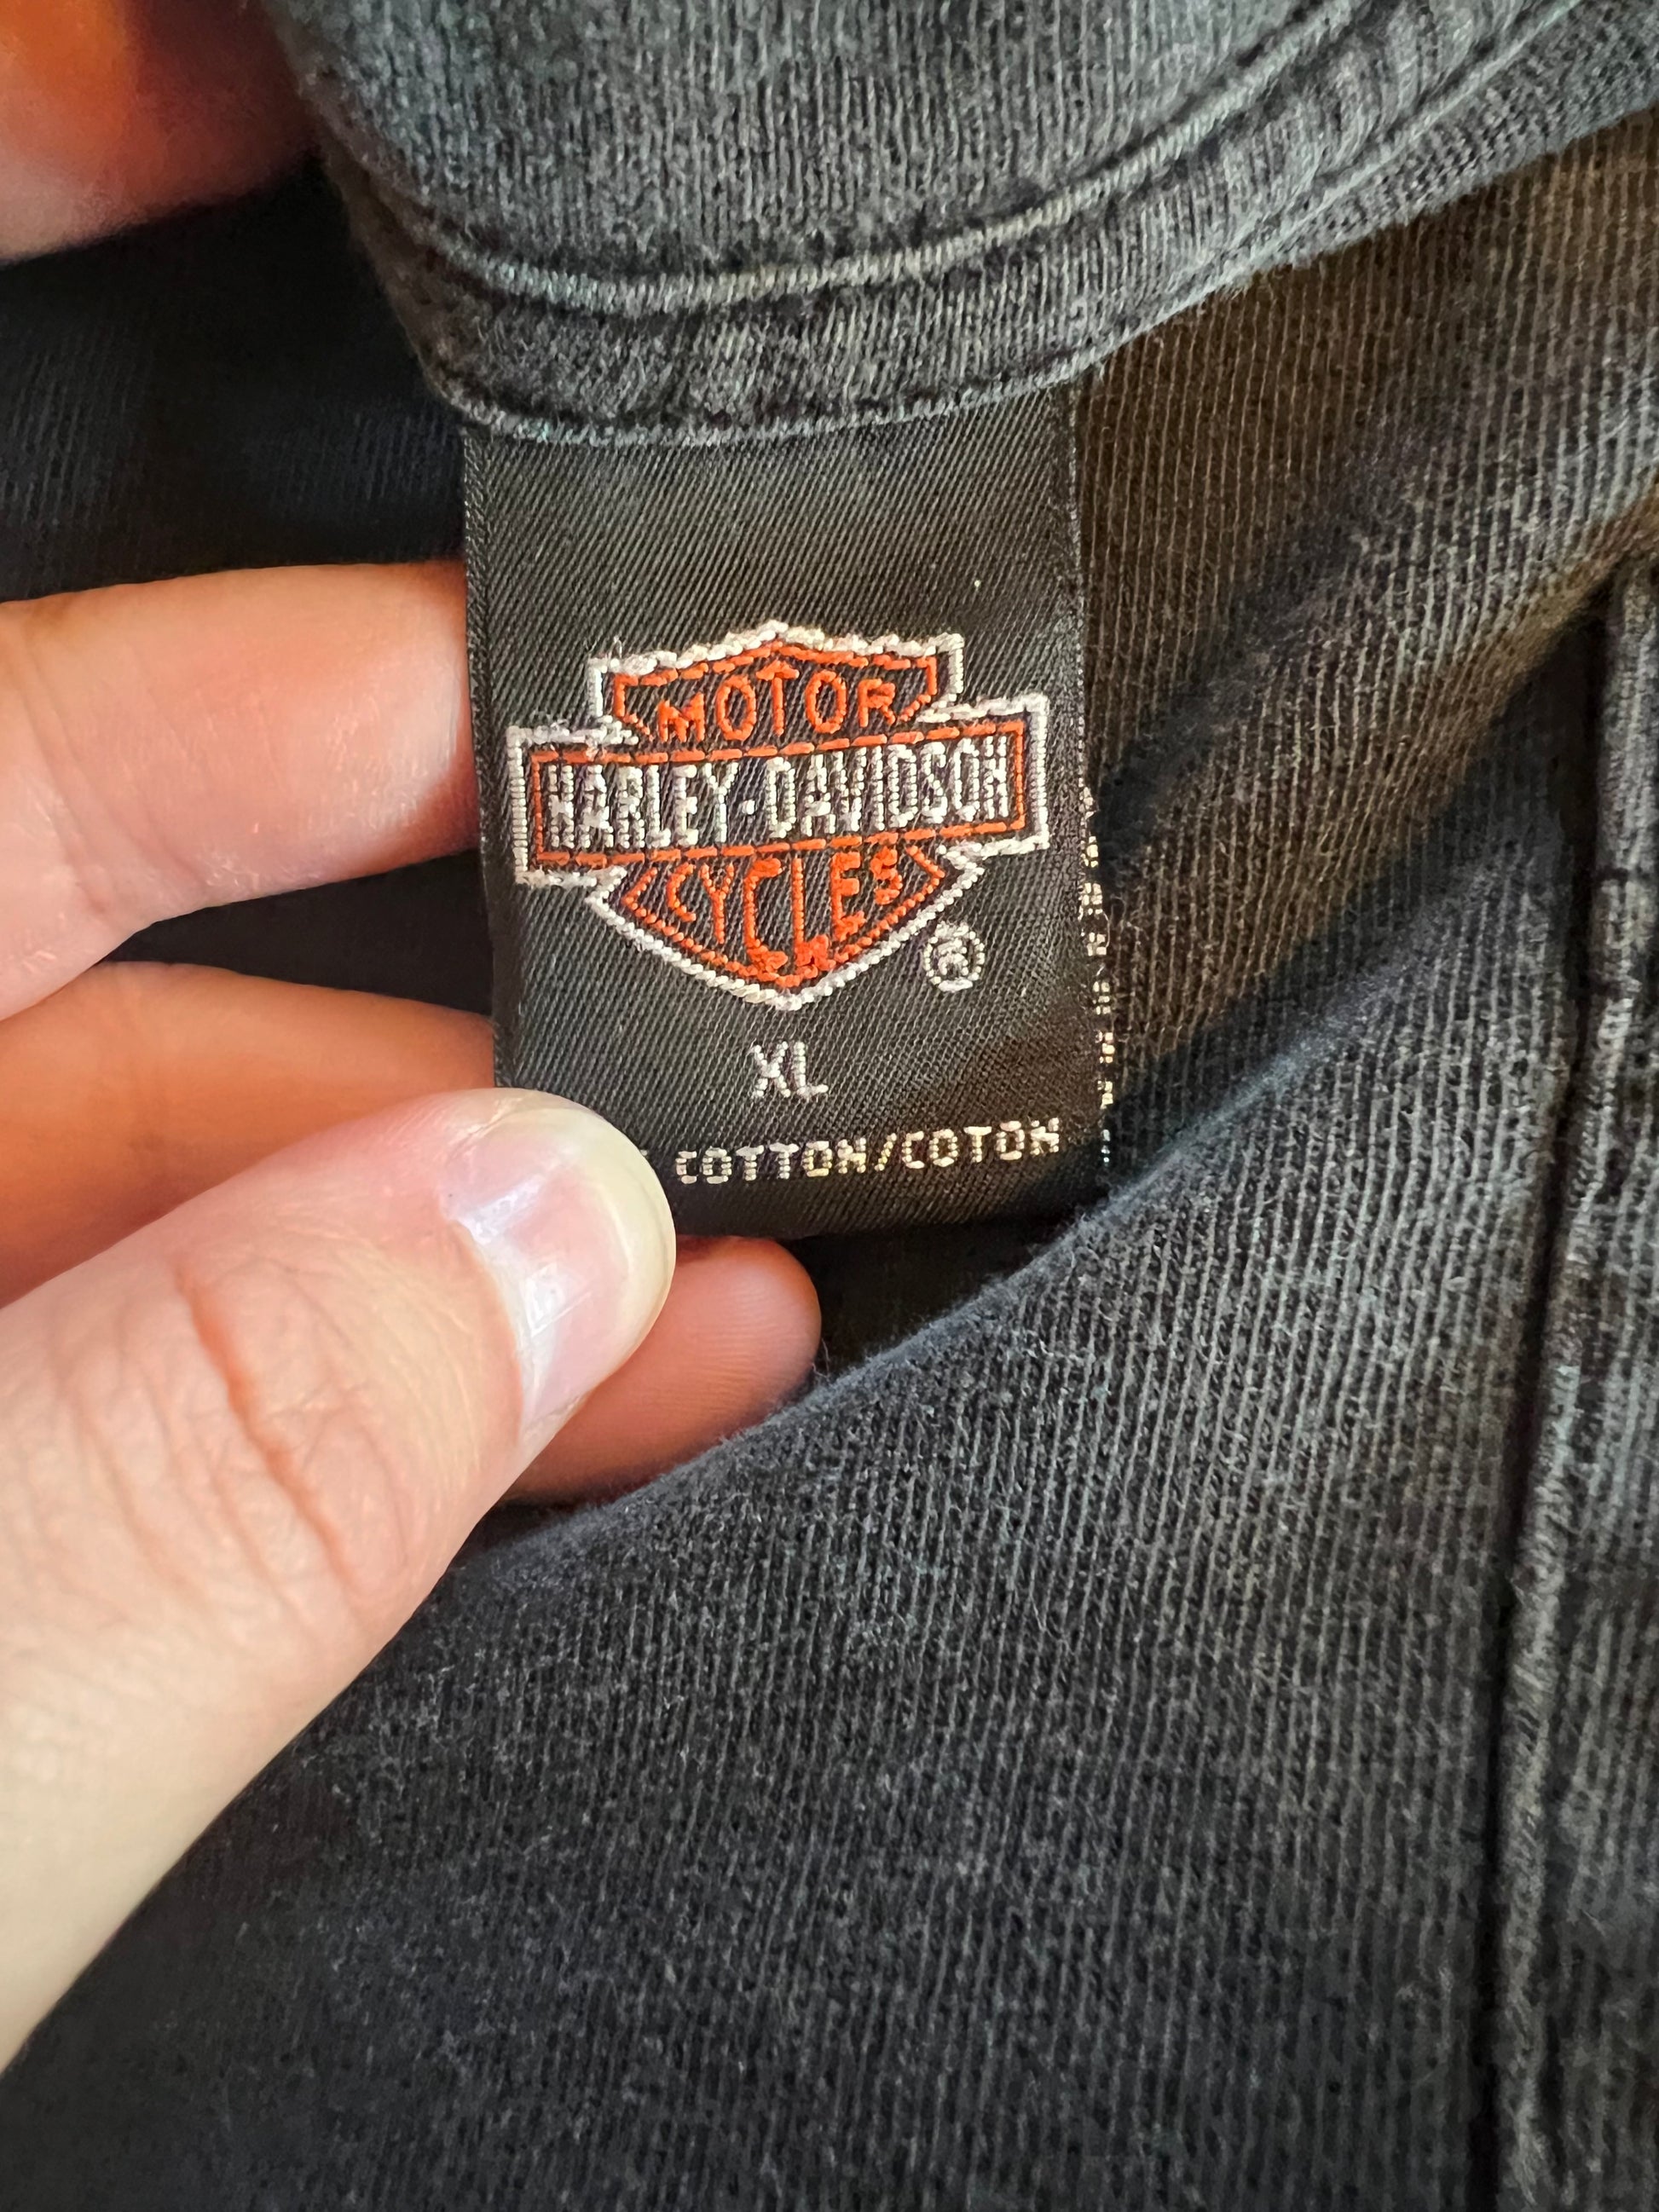 MOTOR
HARLEY-DAVIDSON
CYCLES
®
XL
COTTON/COTON